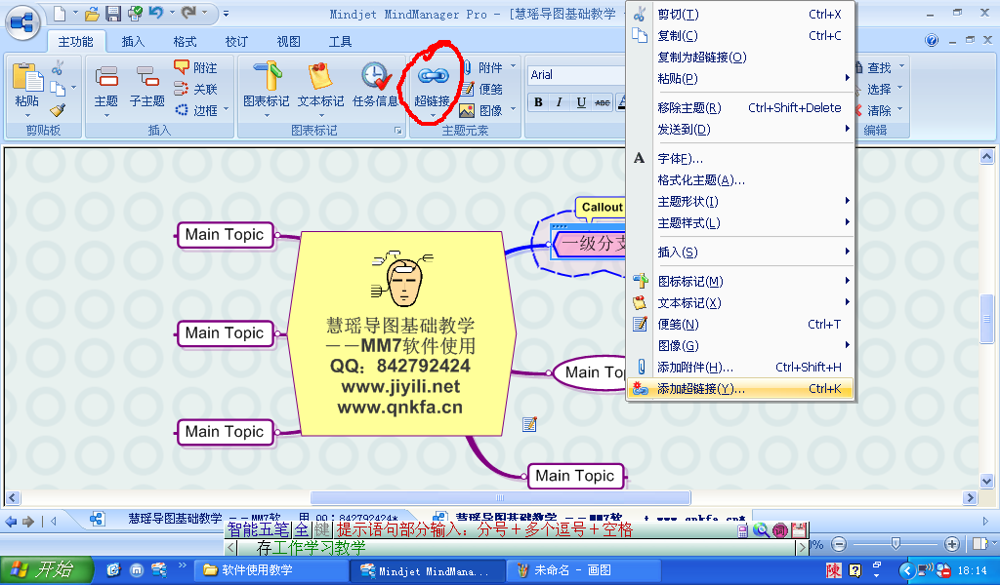 Mindjet MindManager Pro - [慧瑶导图基础教学
主功能 插入 格式 校订 视图 工具
粘贴
剪贴板
主题 子主题
附注
关联
边框
插入
图表标记 文本标记 任务信息
图表标记
超链接
附件
便笺
图像
主题元素
Arial
B I U ABC A
查找
选择
清除
编辑
剪切(T) Ctrl+X
复制(C) Ctrl+C
复制为超链接(O)
粘贴(P)
移除主题(R) Ctrl+Shift+Delete
发送到(D)
A 字体F)...
格式化主题(A)...
主题形状(I)
主题样式(L)
插入(S)
图标标记(M)
文本标记(X)
便笺(N) Ctrl+T
图像(G)
添加附件(H)... Ctrl+Shift+H
添加超链接(Y)... Ctrl+K
Callout
一级分支
Main Topic
Main Topic
Main Topic
慧瑶导图基础教学
－－MM7软件使用
QQ：842792424
www.jiyili.net
www.qnkfa.cn
Main Top
Main Topic
慧瑶导图基础教学 －－MM7软 用 QQ：842792424*
慧瑶导图基础教学 －－MM7软 t www.qnkfa.cn*
智能五笔 全 键 提示语句部分输入：分号＋多个逗号＋空格
存工作学习教学
%
开始
软件使用教学
Mindjet MindMana...
未命名 - 画图
陳
18:14